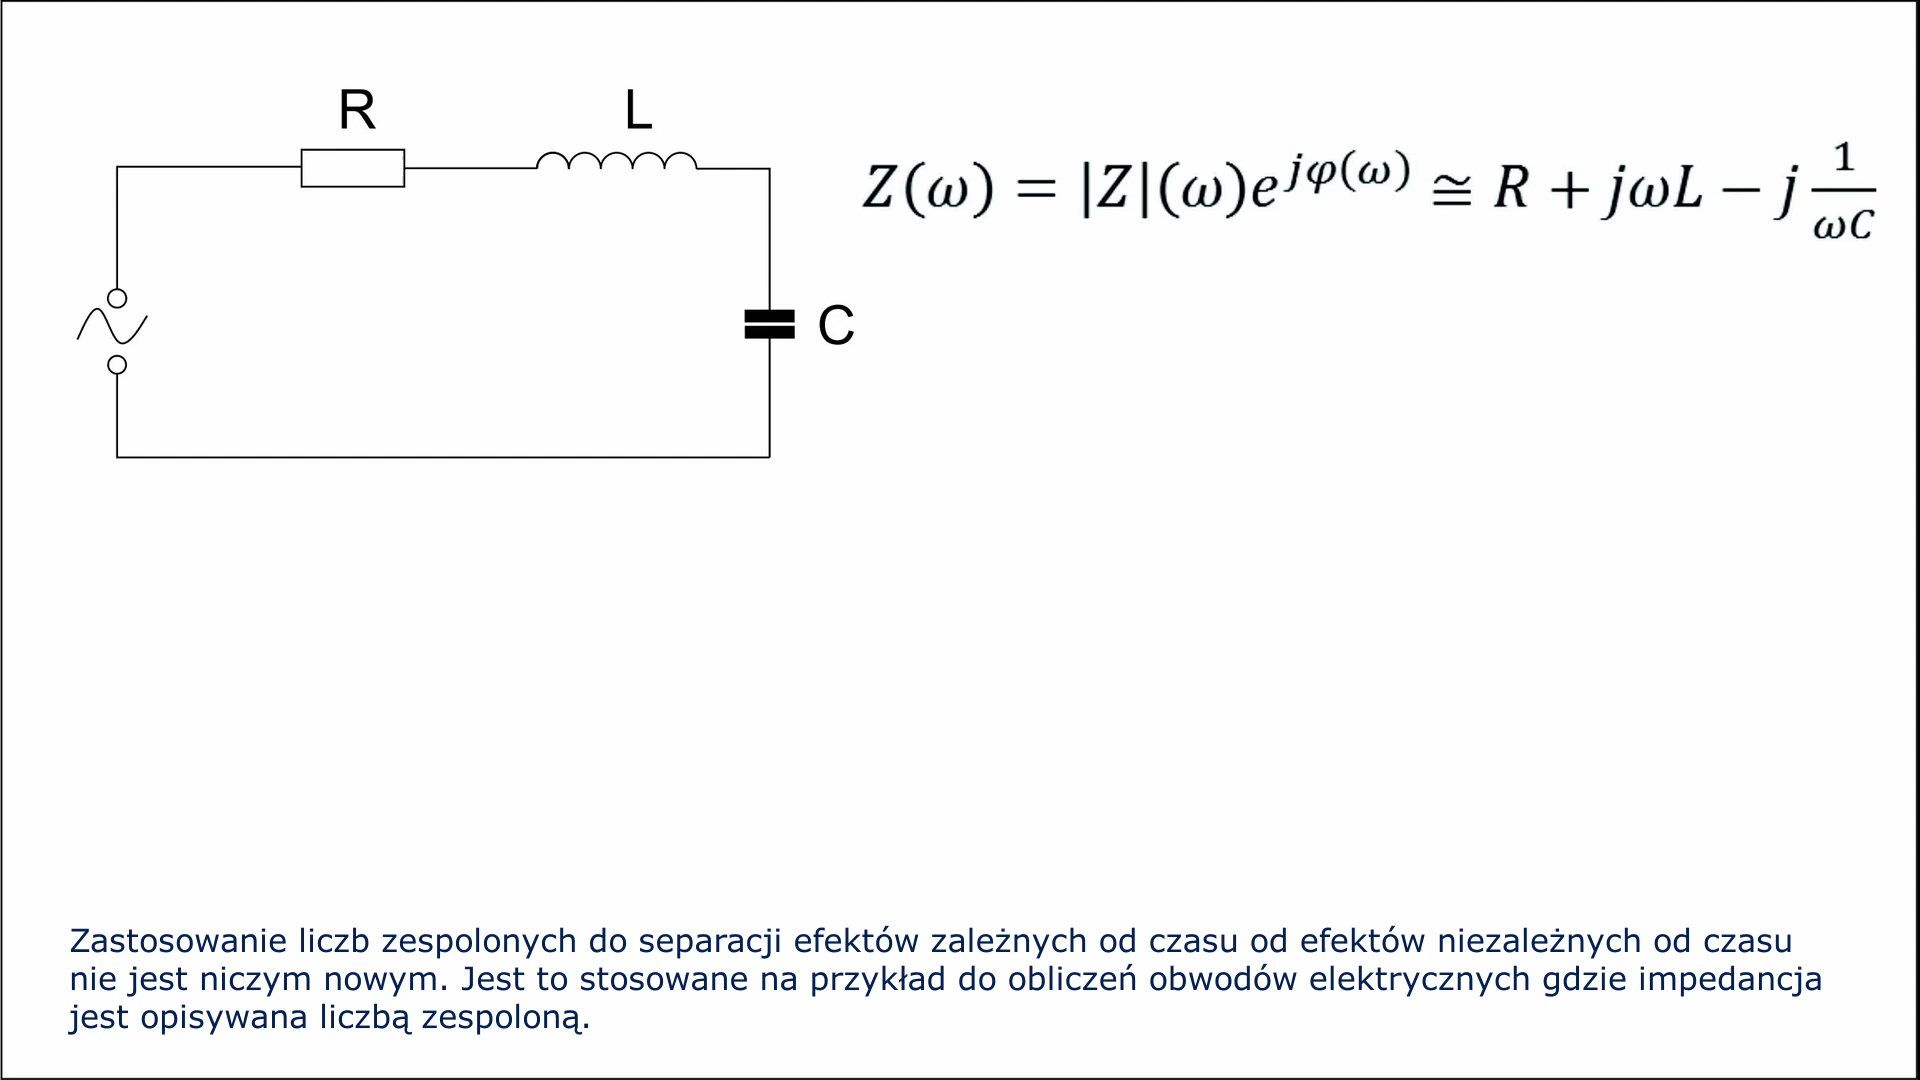 R
L
Z(ω) = |Z|(ω)e^{jφ(ω)} ≅ R + jωL − j 1/ωC
C
Zastosowanie liczb zespolonych do separacji efektów zależnych od czasu od efektów niezależnych od czasu
nie jest niczym nowym. Jest to stosowane na przykład do obliczeń obwodów elektrycznych gdzie impedancja
jest opisywana liczbą zespoloną.